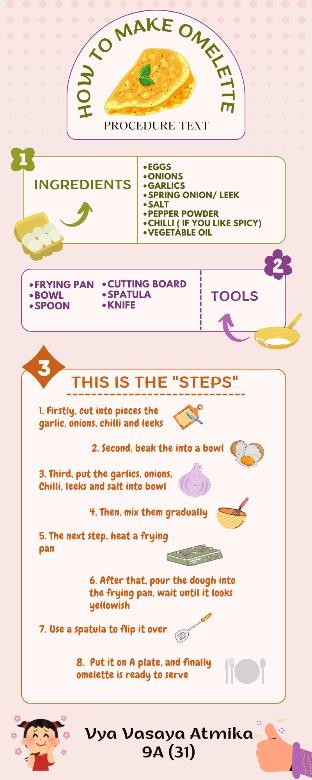 HOW TO MAKE OMELETTE
PROCEDURE TEXT
1
INGREDIENTS
•EGGS
•ONIONS
•GARLICS
•SPRING ONION/ LEEK
•SALT
•PEPPER POWDER
•CHILLI ( IF YOU LIKE SPICY)
•VEGETABLE OIL
2
•FRYING PAN
•BOWL
•SPOON
•CUTTING BOARD
•SPATULA
•KNIFE
TOOLS
3
THIS IS THE "STEPS"
1. Firstly, cut into pieces the
garlic, onions, chilli and leeks
2. Second, beak the into a bowl
3. Third, put the garlics, onions,
Chilli, leeks and salt into bowl
4. Then, mix them gradually
5. The next step, heat a frying
pan
6. After that, pour the dough into
the frying pan, wait until it looks
yellowish
7. Use a spatula to flip it over
8. Put it on A plate, and finally
omelette is ready to serve
Vya Vasaya Atmika
9A (31)